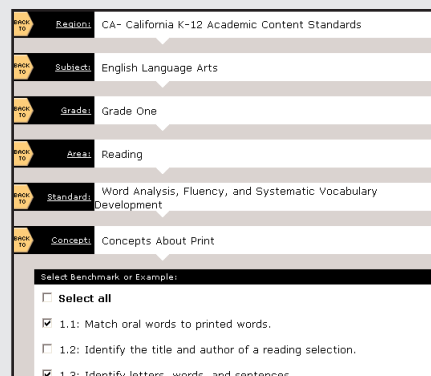 BACK TO Region: CA- California K-12 Academic Content Standards
BACK TO Subject: English Language Arts
BACK TO Grade: Grade One
BACK TO Area: Reading
BACK TO Standard: Word Analysis, Fluency, and Systematic Vocabulary
Development
BACK TO Concept: Concepts About Print
Select Benchmark or Example:
Select all
1.1: Match oral words to printed words.
1.2: Identify the title and author of a reading selection.
1.3: Identify letters, words, and sentences.